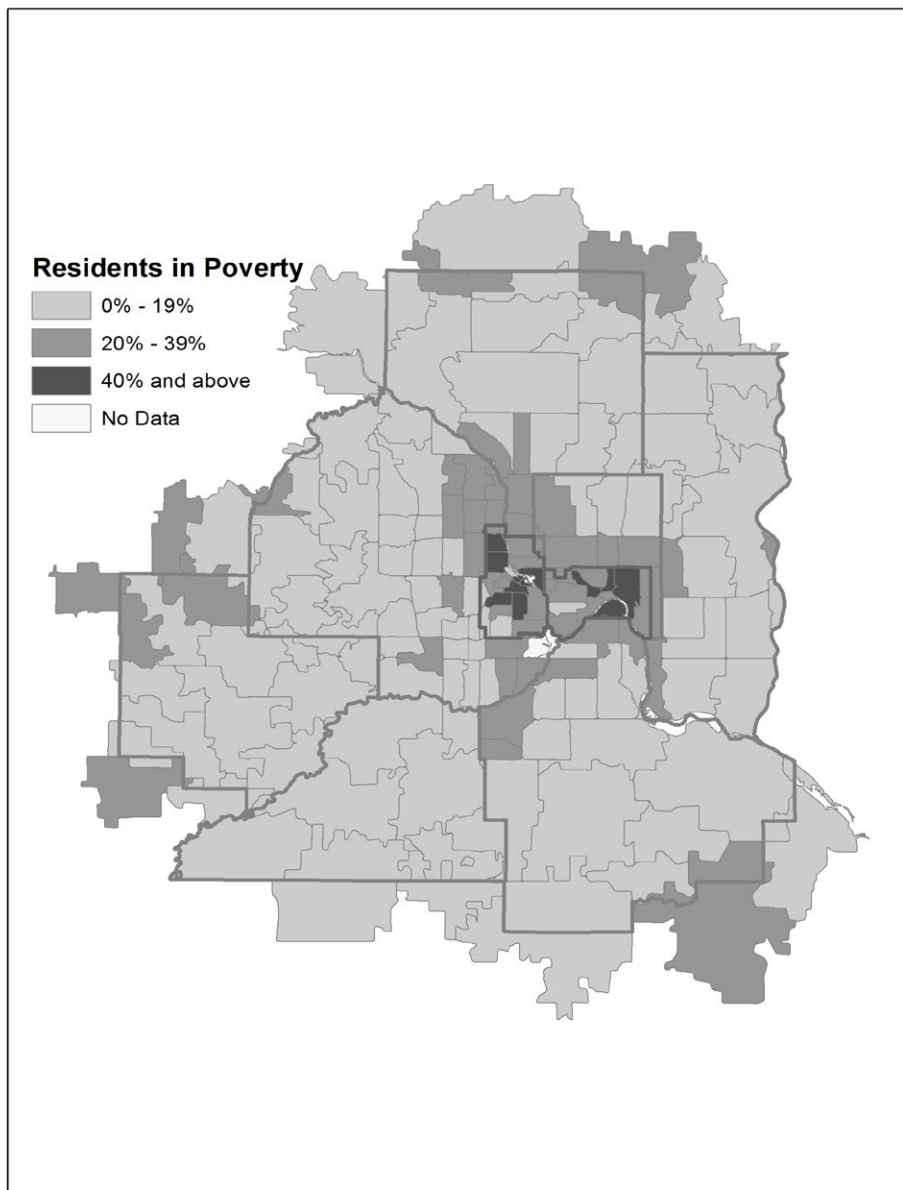 Residents in Poverty
0% - 19%
20% - 39%
40% and above
No Data